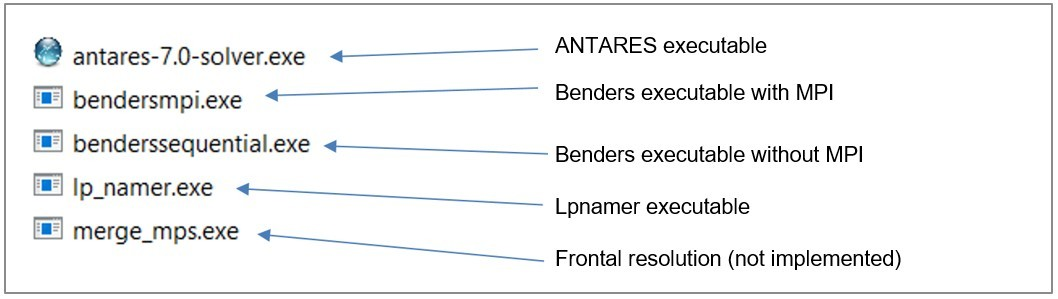 antares-7.0-solver.exe
ANTARES executable
bendersmpi.exe
Benders executable with MPI
benderssequential.exe
Benders executable without MPI
lp_namer.exe
Lpnamer executable
merge_mps.exe
Frontal resolution (not implemented)